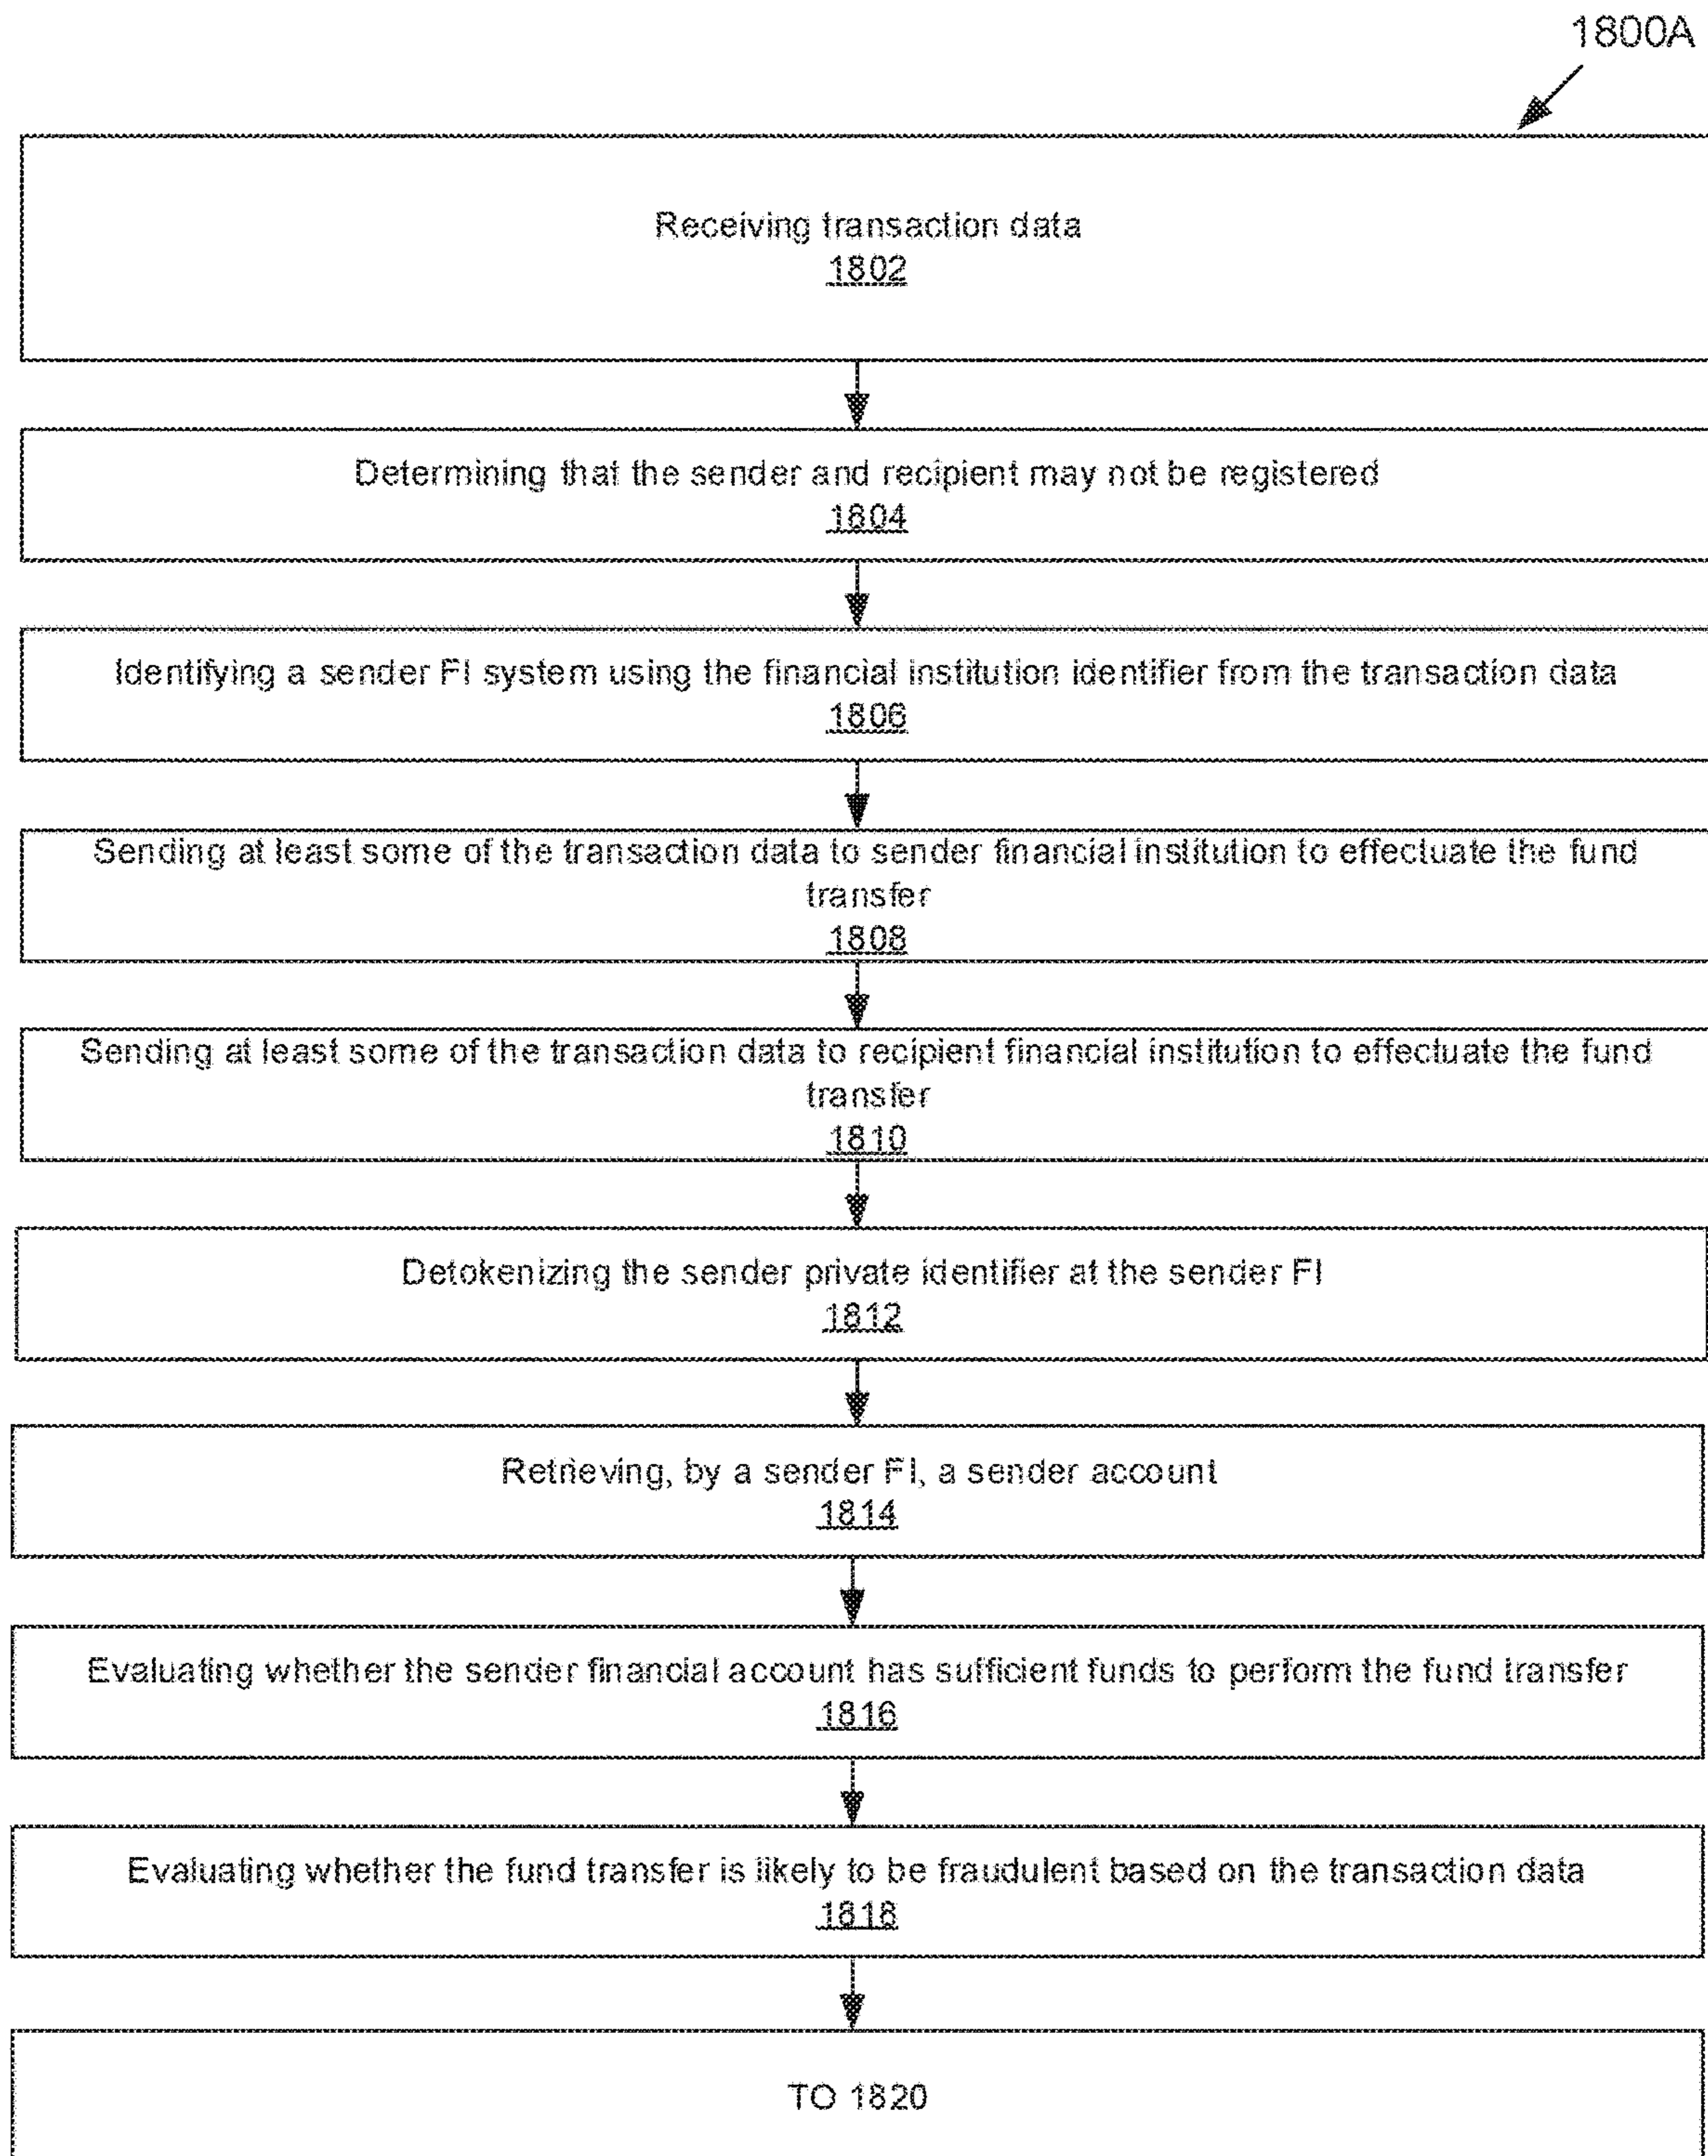 1800A
Receiving transaction data
1802
Determining that the sender and recipient may not be registered
1804
Identifying a sender FI system using the financial institution identifier from the transaction data
1806
Sending at least some of the transaction data to sender financial institution to effectuate the fund
transfer
1808
Sending at least some of the transaction data to recipient financial institution to effectuate the fund
transfer
1810
Detokenizing the sender private identifier at the sender FI
1812
Retrieving, by a sender FI, a sender account
1814
Evaluating whether the sender financial account has sufficient funds to perform the fund transfer
1816
Evaluating whether the fund transfer is likely to be fraudulent based on the transaction data
1818
TO 1820